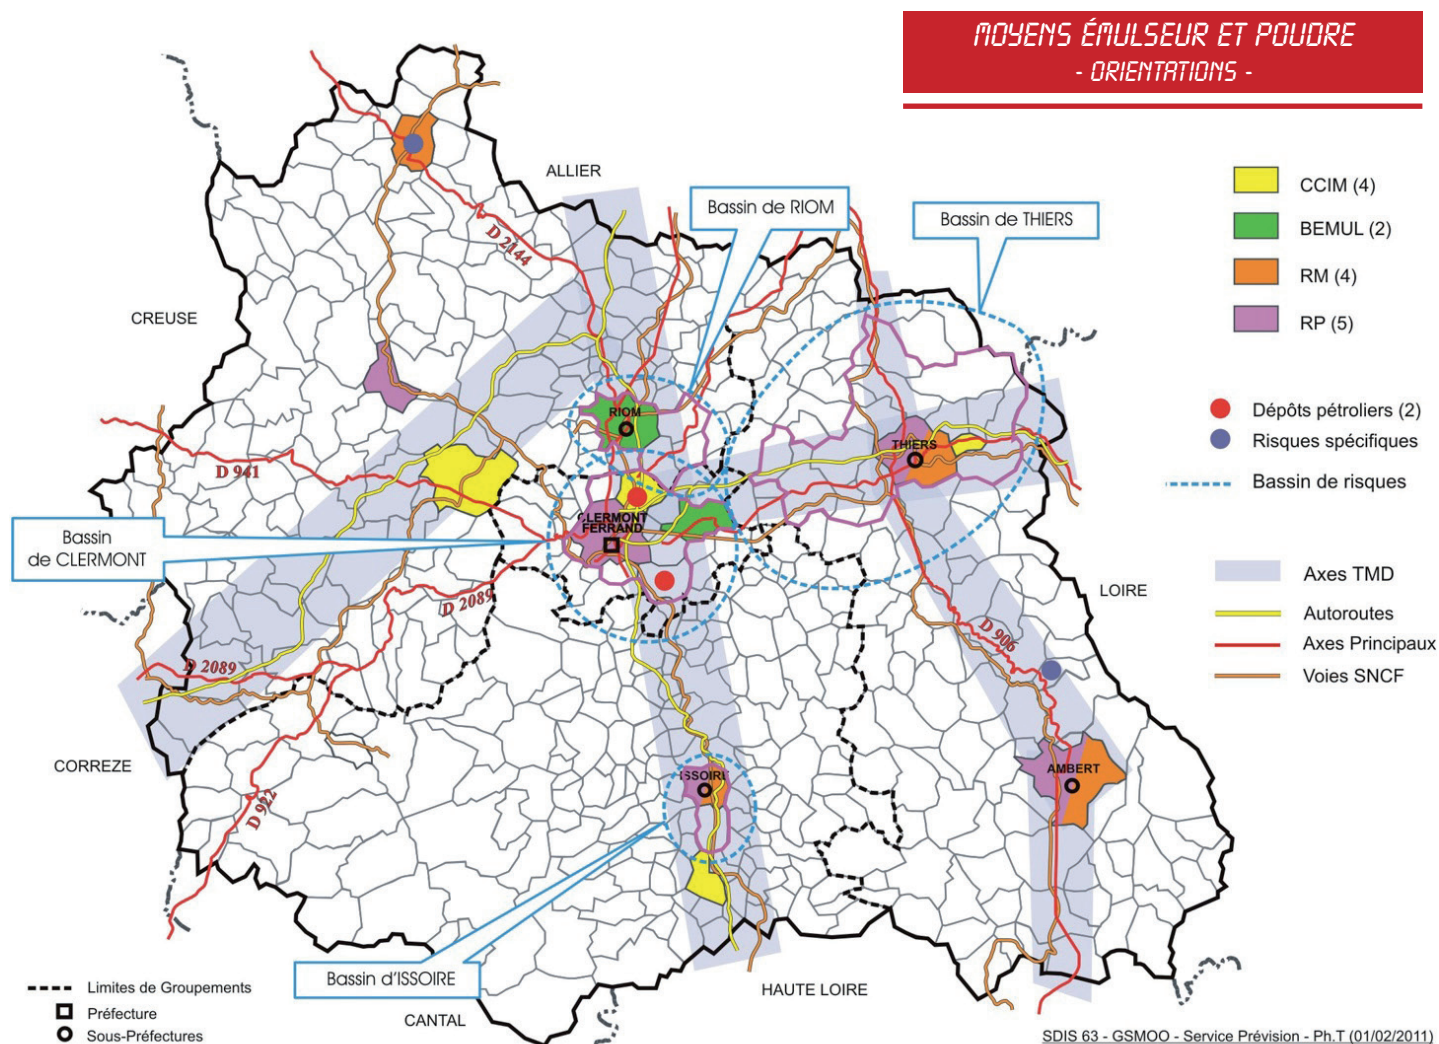 MOYENS ÉMULSEUR ET POUDRE
- ORIENTATIONS -
ALLIER
Bassin de RIOM
Bassin de THIERS
CCIM (4)
BEMUL (2)
RM (4)
RP (5)
D 2144
CREUSE
RIOM
THIERS
Dépôts pétroliers (2)
Risques spécifiques
Bassin de risques
D 941
CLERMONT
FERRAND
Bassin
de CLERMONT
Axes TMD
Autoroutes
Axes Principaux
Voies SNCF
LOIRE
D 2089
D 2089
D 906
CORREZE
D 922
ISSOIRE
AMBERT
Bassin d'ISSOIRE
HAUTE LOIRE
CANTAL
Limites de Groupements
Préfecture
Sous-Préfectures
SDIS 63 - GSMOO - Service Prévision - Ph.T (01/02/2011)